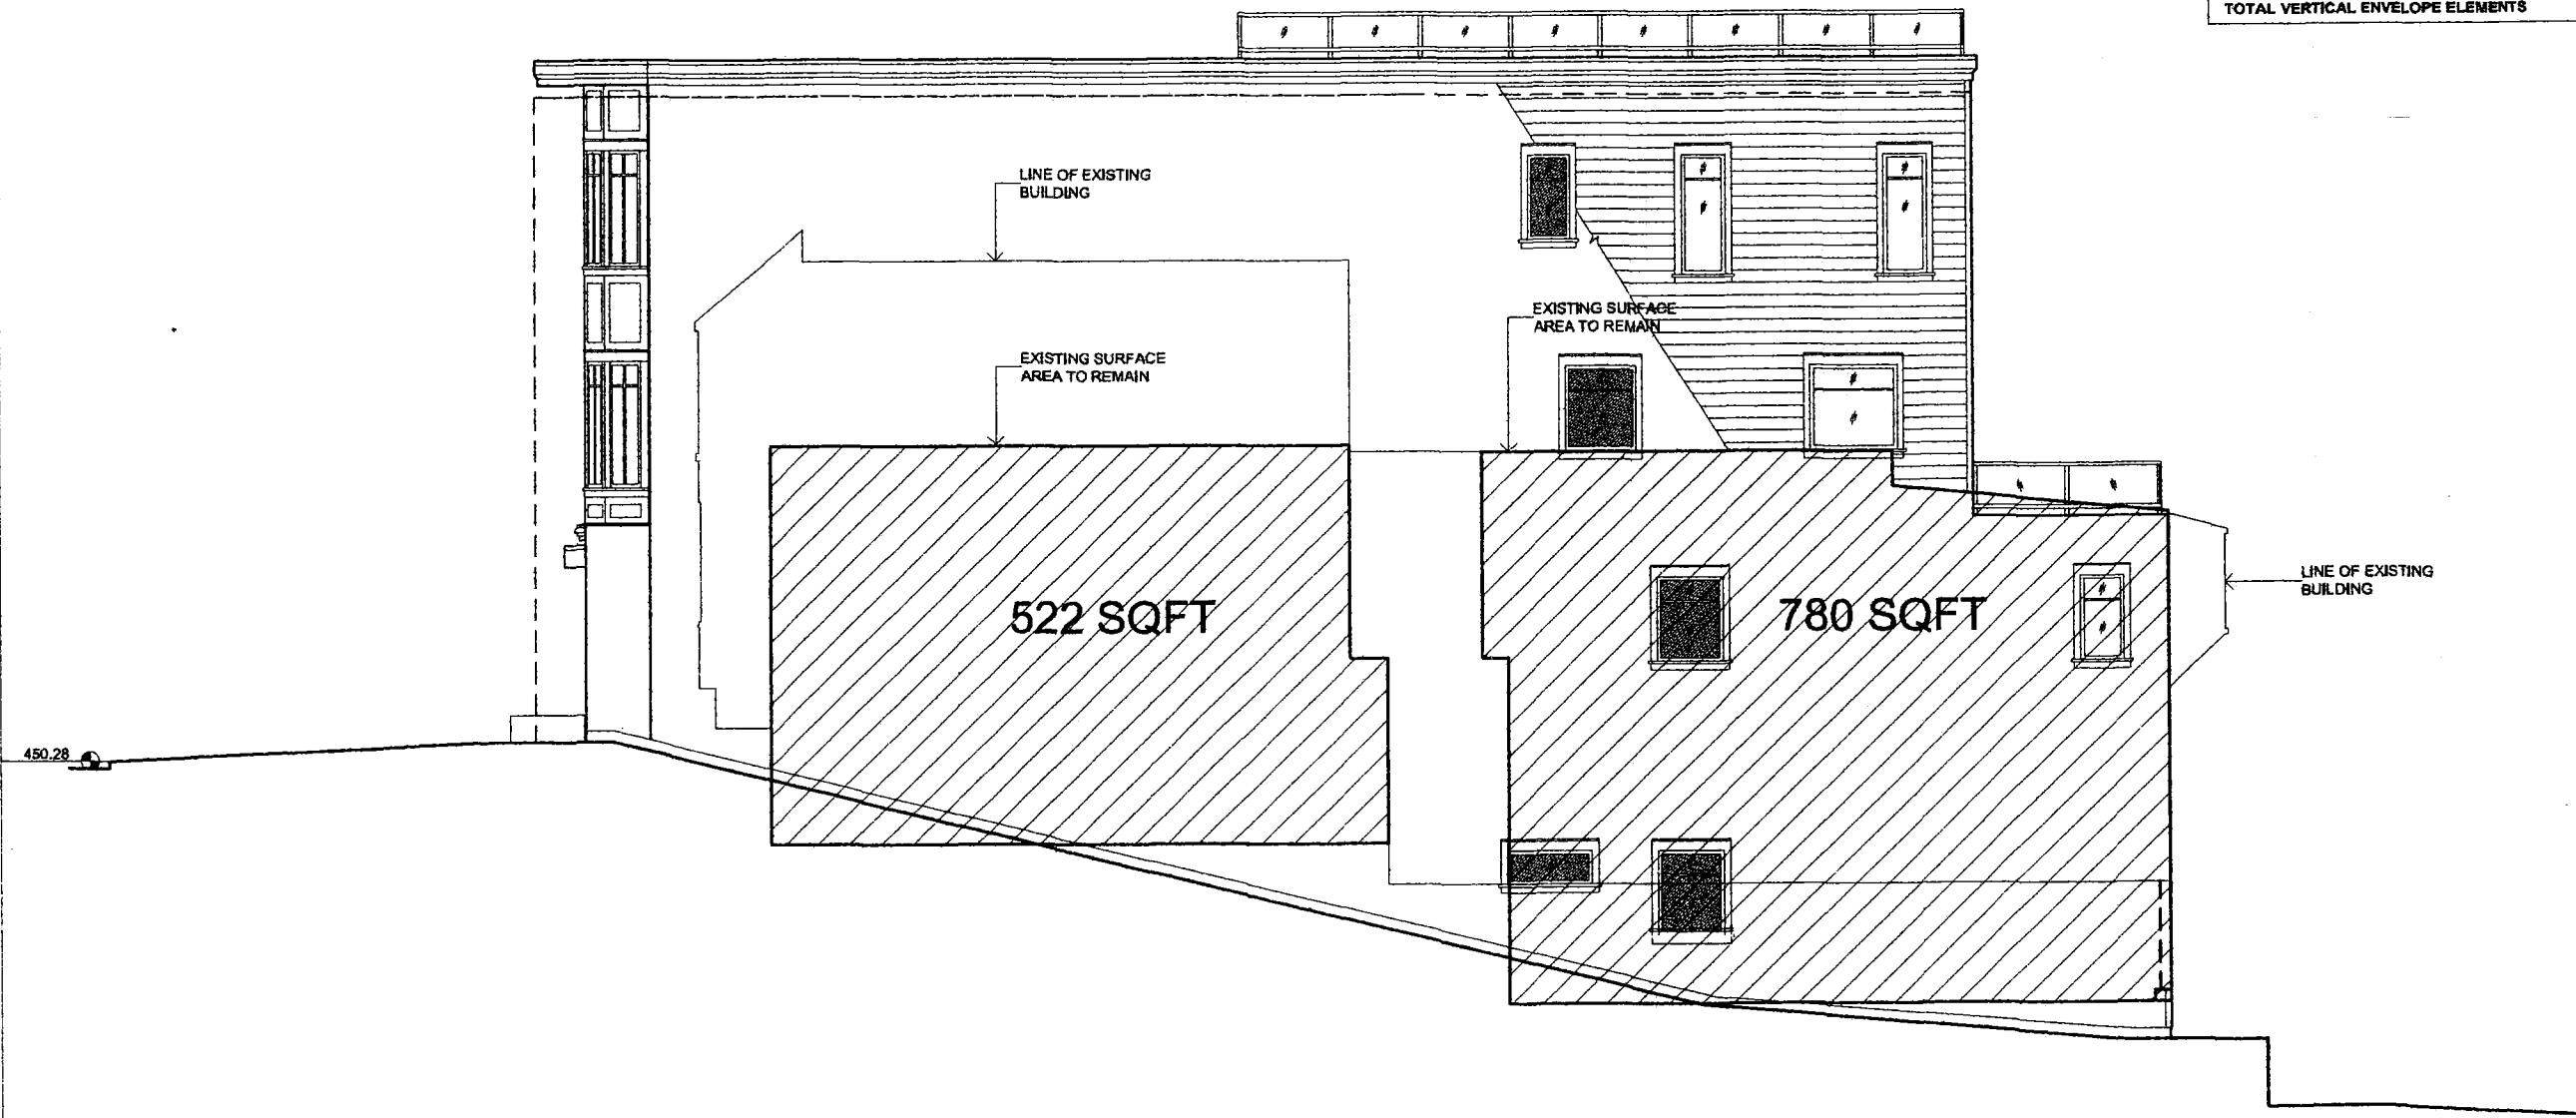 TOTAL VERTICAL ENVELOPE ELEMENTS
LINE OF EXISTING
BUILDING
EXISTING SURFACE
AREA TO REMAIN
EXISTING SURFACE
AREA TO REMAIN
522 SQFT
780 SQFT
LINE OF EXISTING
BUILDING
450.28